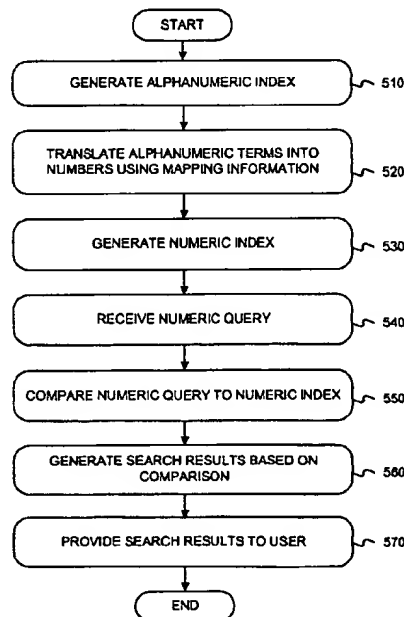 START
GENERATE ALPHANUMERIC INDEX
510
TRANSLATE ALPHANUMERIC TERMS INTO
NUMBERS USING MAPPING INFORMATION
520
GENERATE NUMERIC INDEX
530
RECEIVE NUMERIC QUERY
540
COMPARE NUMERIC QUERY TO NUMERIC INDEX
550
GENERATE SEARCH RESULTS BASED ON
COMPARISON
560
PROVIDE SEARCH RESULTS TO USER
570
END